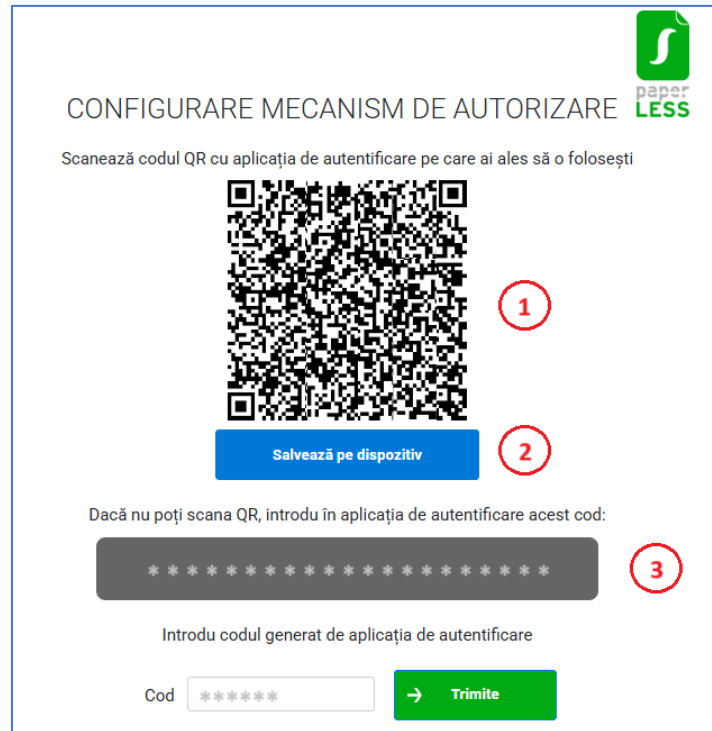 paper
LESS
CONFIGURARE MECANISM DE AUTORIZARE
Scanează codul QR cu aplicația de autentificare pe care ai ales să o folosești
1
Salvează pe dispozitiv
2
Dacă nu poți scana QR, introdu în aplicația de autentificare acest cod:
* * * * * * * * * * * * * * * * * * * * *
3
Introdu codul generat de aplicația de autentificare
Cod ****** → Trimite